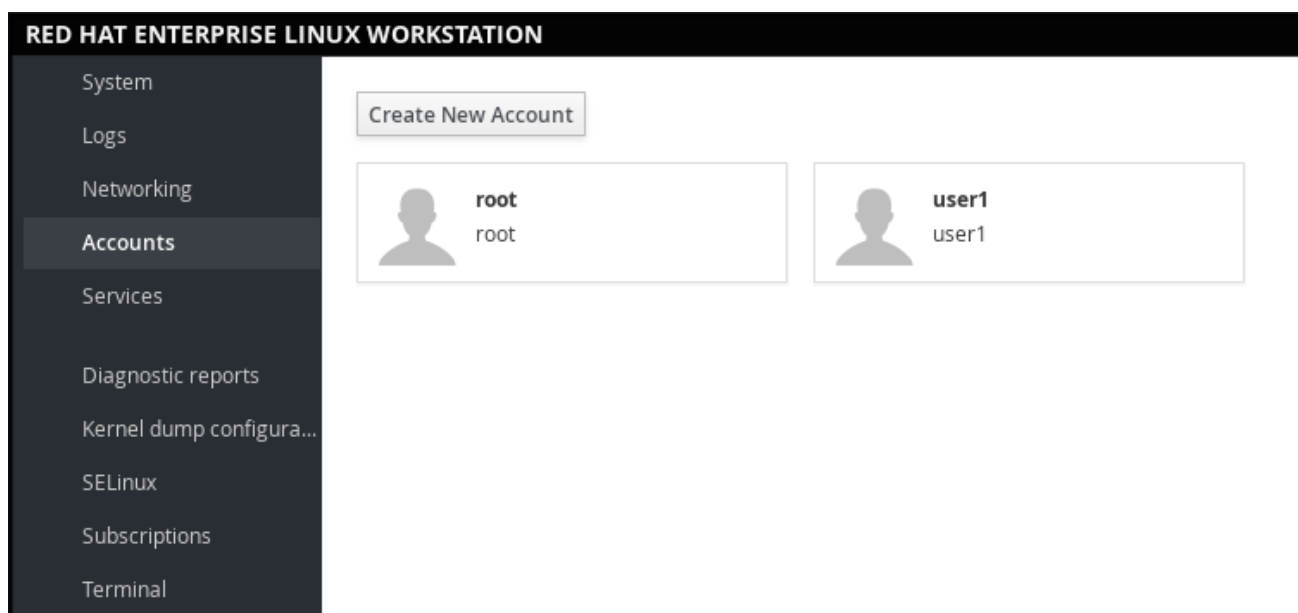 RED HAT ENTERPRISE LINUX WORKSTATION
System
Logs
Networking
Accounts
Services
Diagnostic reports
Kernel dump configura...
SELinux
Subscriptions
Terminal
Create New Account
root
root
user1
user1